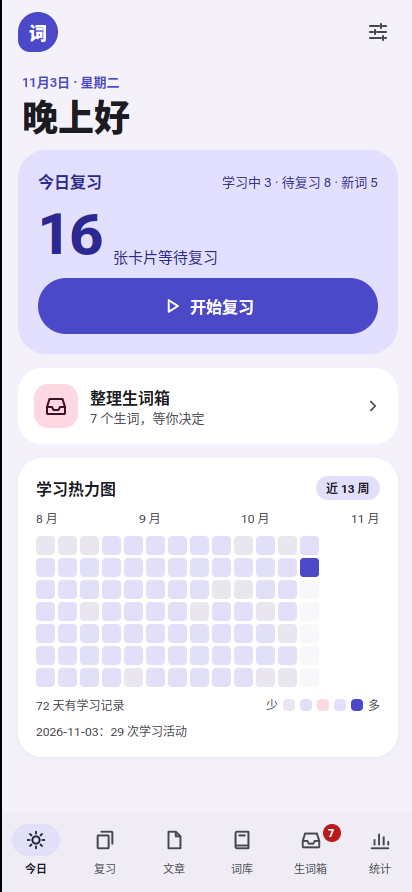 词
11月3日 · 星期二
晚上好
今日复习
学习中 3 · 待复习 8 · 新词 5
16 张卡片等待复习
开始复习
整理生词箱
7 个生词，等你决定
学习热力图
近 13 周
8 月 9 月 10 月 11 月
72 天有学习记录
少 多
2026-11-03：29 次学习活动
7
今日 复习 文章 词库 生词箱 统计